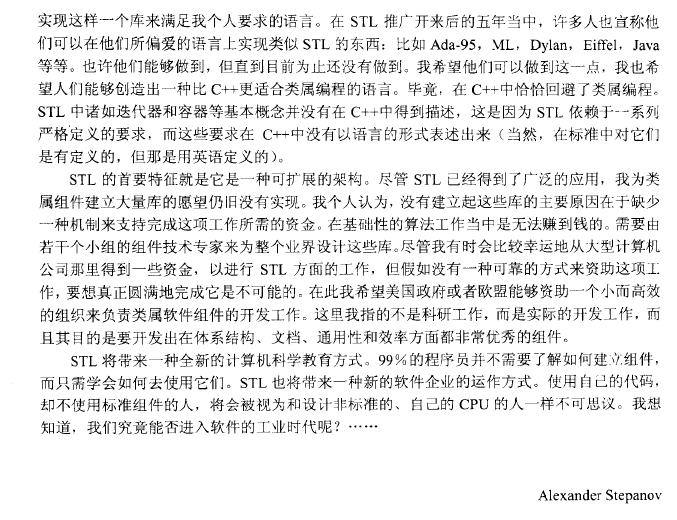 实现这样一个库来满足我个人要求的语言。在 STL 推广开来后的五年当中，许多人也宣称他
们可以在他们所偏爱的语言上实现类似 STL 的东西：比如 Ada-95，ML，Dylan，Eiffel，Java
等等。也许他们能够做到，但直到目前为止还没有做到。我希望他们可以做到这一点，我也希
望人们能够创造出一种比 C++更适合类属编程的语言。毕竟，在 C++中恰恰回避了类属编程。
STL 中诸如迭代器和容器等基本概念并没有在 C++中得到描述，这是因为 STL 依赖于一系列
严格定义的要求，而这些要求在 C++中没有以语言的形式表述出来（当然，在标准中对它们
是有定义的，但那是用英语定义的）。
STL 的首要特征就是它是一种可扩展的架构。尽管 STL 已经得到了广泛的应用，我为类
属组件建立大量库的愿望仍旧没有实现。我个人认为，没有建立起这些库的主要原因在于缺少
一种机制来支持完成这项工作所需的资金。在基础性的算法工作当中是无法赚到钱的。需要由
若干个小组的组件技术专家来为整个业界设计这些库。尽管我有时会比较幸运地从大型计算机
公司那里得到一些资金，以进行 STL 方面的工作，但假如没有一种可靠的方式来资助这项工
作，要想真正圆满地完成它是不可能的。在此我希望美国政府或者欧盟能够资助一个小而高效
的组织来负责类属软件组件的开发工作。这里我指的不是科研工作，而是实际的开发工作，而
且其目的是要开发出在体系结构、文档、通用性和效率方面都非常优秀的组件。
STL 将带来一种全新的计算机科学教育方式。99%的程序员并不需要了解如何建立组件，
而只需学会如何去使用它们。STL 也将带来一种新的软件企业的运作方式。使用自己的代码，
却不使用标准组件的人，将会被视为和设计非标准的、自己的 CPU 的人一样不可思议。我想
知道，我们究竟能否进入软件的工业时代呢？……
Alexander Stepanov